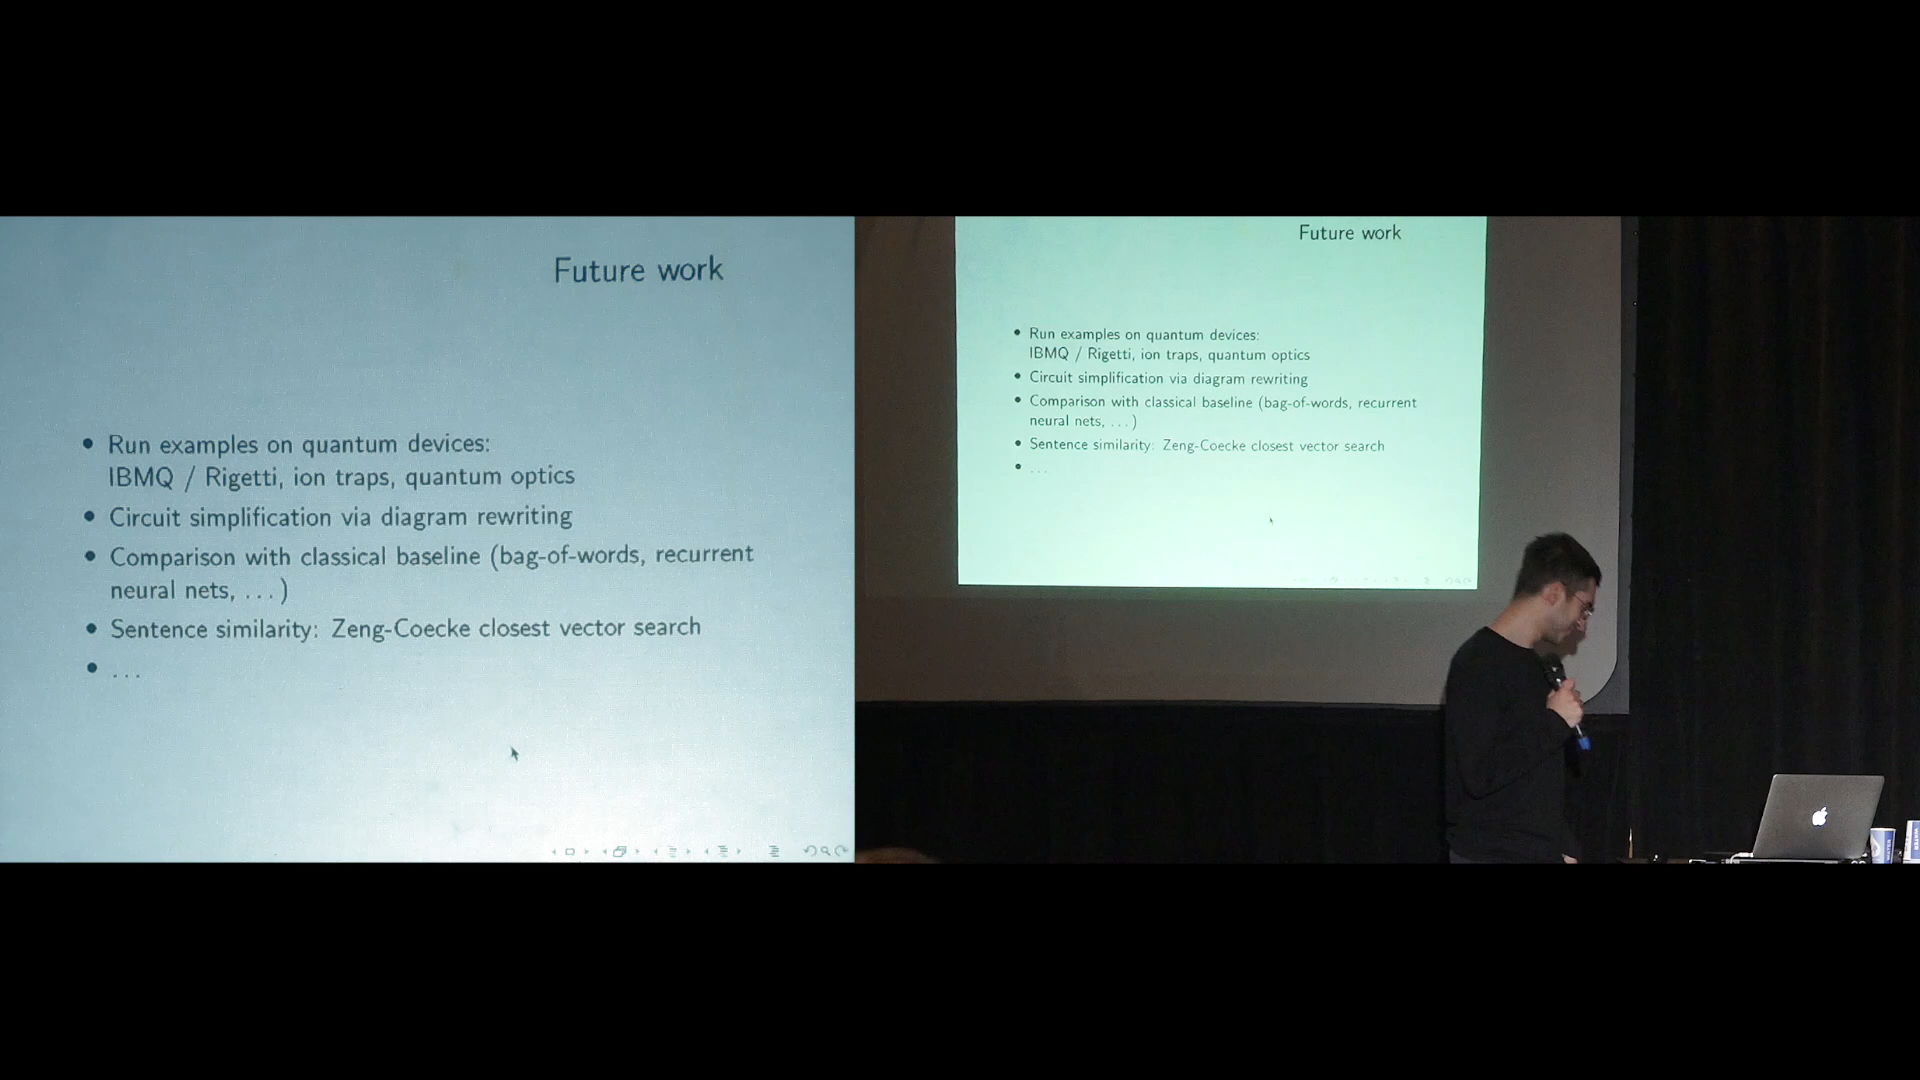 Future work
• Run examples on quantum devices:
IBMQ / Rigetti, ion traps, quantum optics
• Circuit simplification via diagram rewriting
• Comparison with classical baseline (bag-of-words, recurrent
neural nets, ...)
• Sentence similarity: Zeng-Coecke closest vector search
• ...
Future work
• Run examples on quantum devices:
IBMQ / Rigetti, ion traps, quantum optics
• Circuit simplification via diagram rewriting
• Comparison with classical baseline (bag-of-words, recurrent
neural nets, ...)
• Sentence similarity: Zeng-Coecke closest vector search
• ...